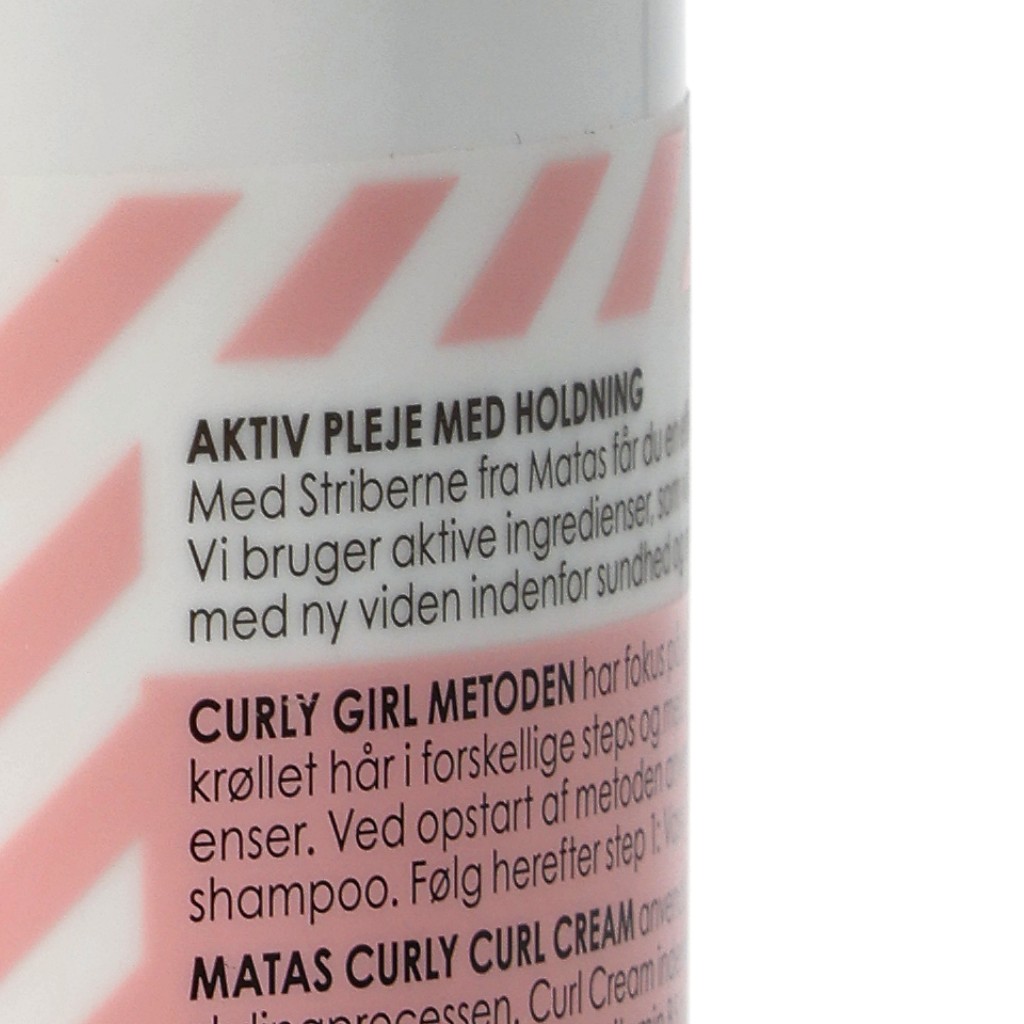 AKTIV PLEJE MED HOLDNING
Med Striberne fra Matas får du en
Vi bruger aktive ingredienser, som
med ny viden indenfor sundhed og
CURLY GIRL METODEN har fokus
krøllet hår i forskellige steps og
enser. Ved opstart af metoden
shampoo. Følg herefter step 1:
MATAS CURLY CURL CREAM
Curl Cream